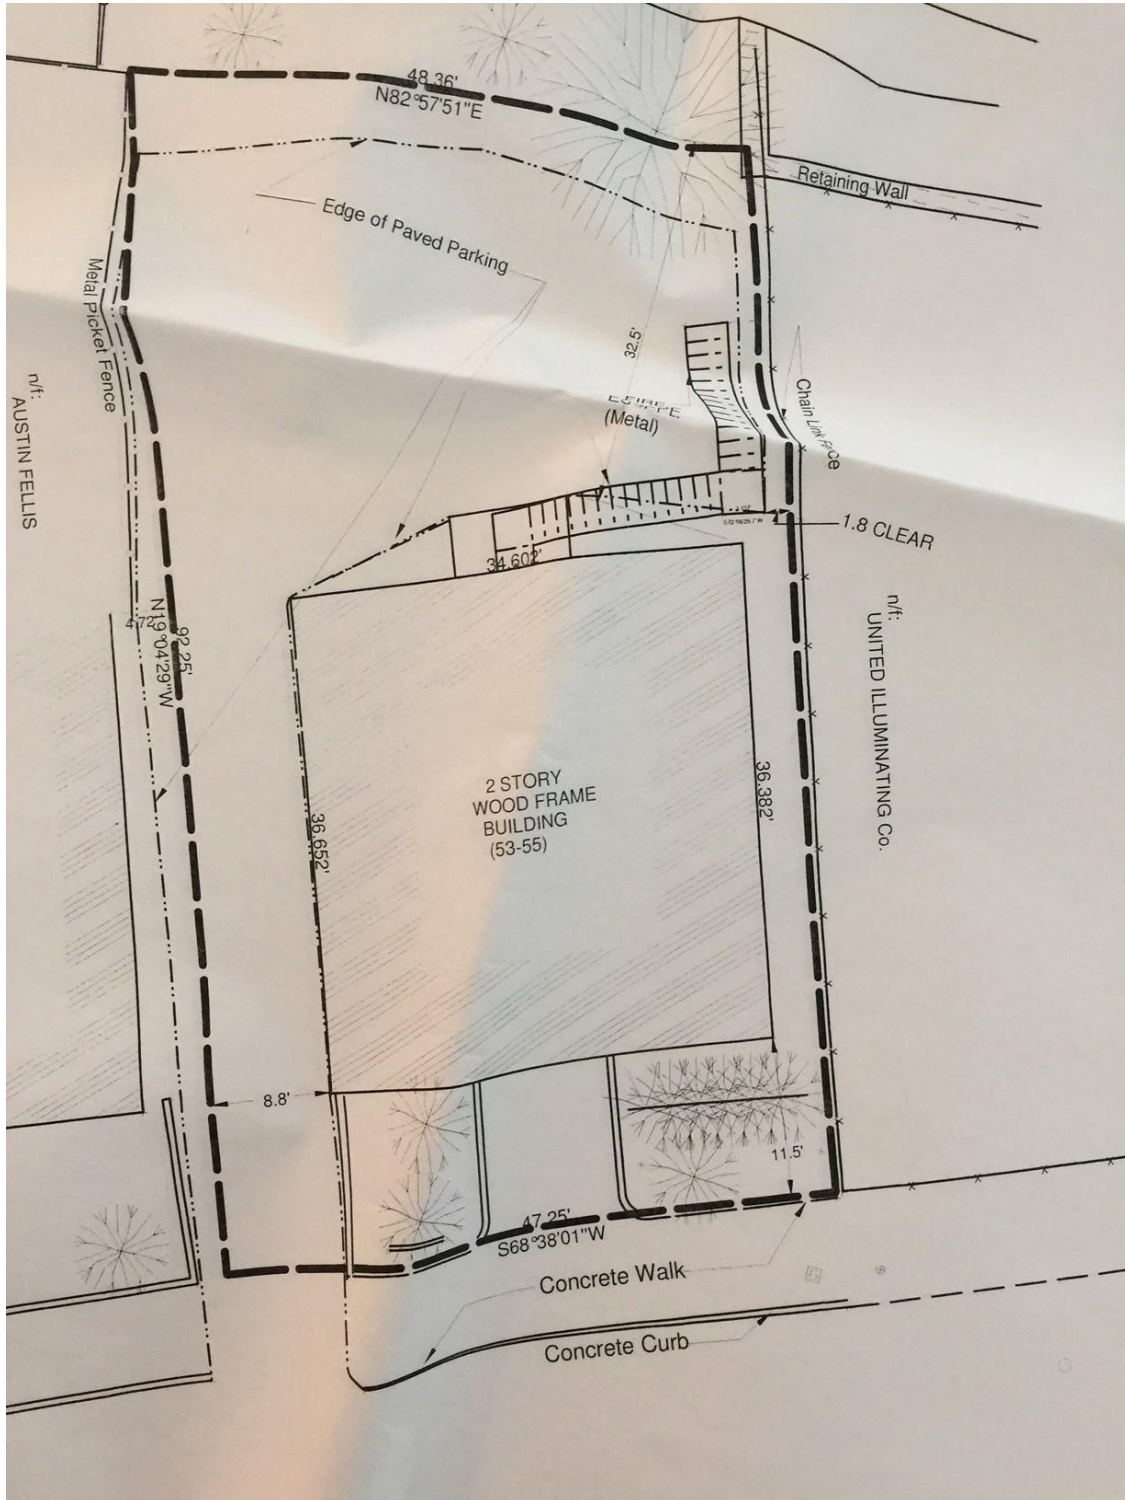 48.36'
N82°57'51"E
Retaining Wall
Edge of Paved Parking
Metal Picket Fence
32.5'
(Metal)
Chain Link
n/f:
AUSTIN FELLIS
1.8 CLEAR
34.602'
4.72'
92.25'
N19°04'29"W
n/f:
UNITED ILLUMINATING Co.
2 STORY
WOOD FRAME
BUILDING
(53-55)
36.652'
36.382'
8.8'
11.5'
47.25'
S68°38'01"W
Concrete Walk
Concrete Curb